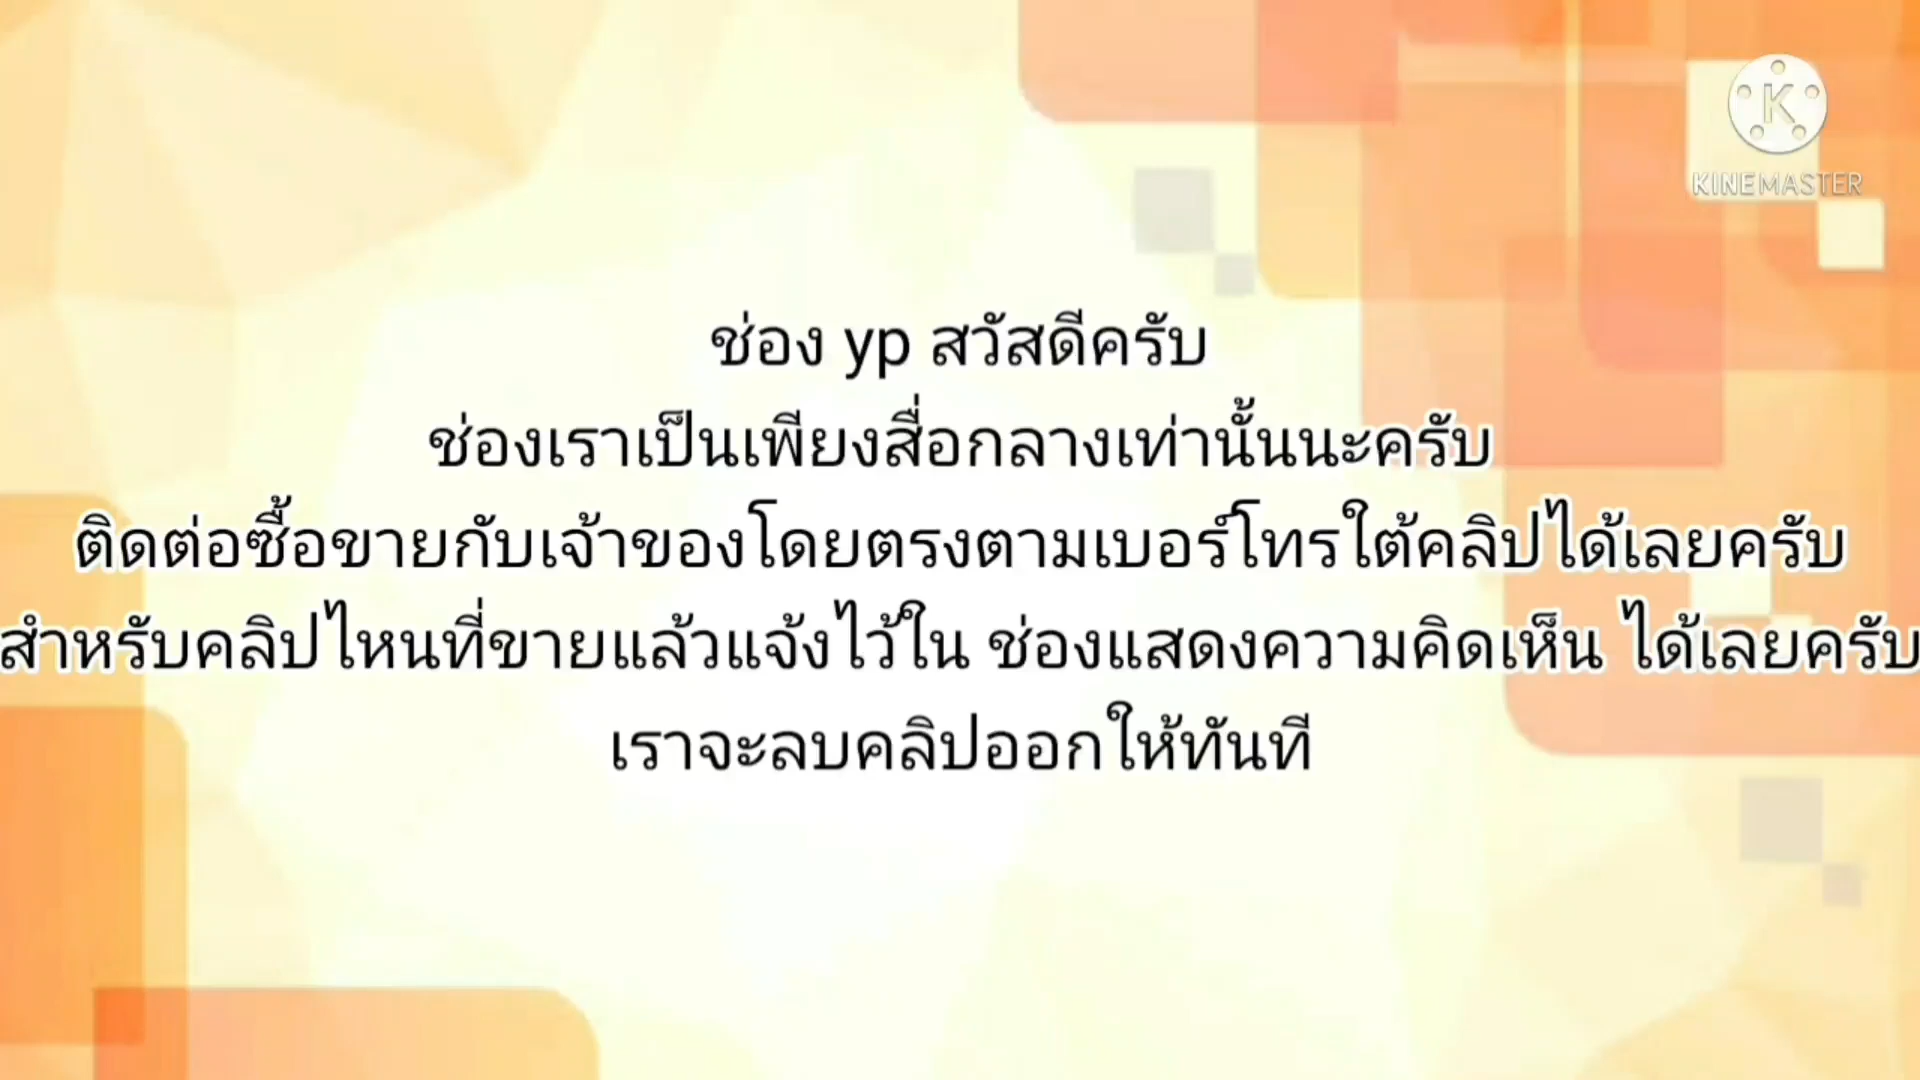 KINEMASTER
ช่อง yp สวัสดีครับ
ช่องเราเป็นเพียงสื่อกลางเท่านั้นนะครับ
ติดต่อซื้อขายกับเจ้าของโดยตรงตามเบอร์โทรใต้คลิปได้เลยครับ
สำหรับคลิปไหนที่ขายแล้วแจ้งไว้ใน ช่องแสดงความคิดเห็น ได้เลยครับ
เราจะลบคลิปออกให้ทันที